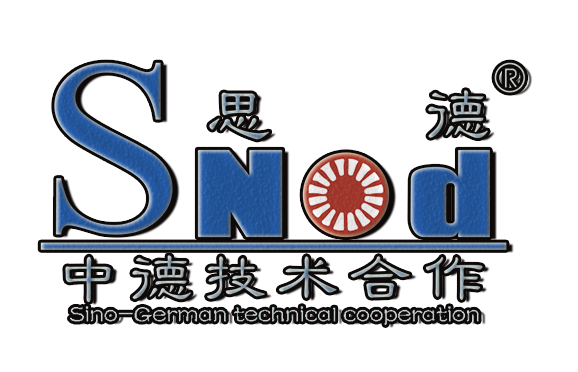 思德®
SNod
中德技术合作
Sino-German technical cooperation